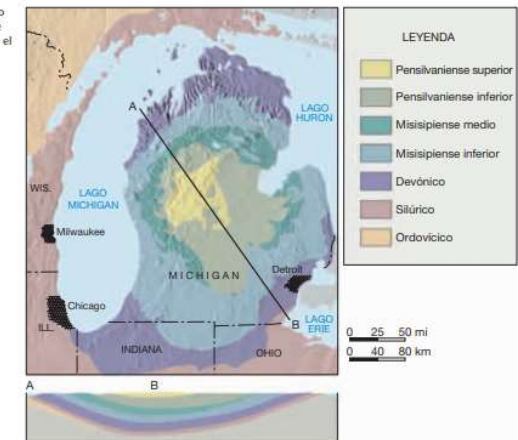 o
el
LEYENDA
Pensilvaniense superior
Pensilvaniense inferior
Misisipiense medio
Misisipiense inferior
Devónico
Silúrico
Ordovícico
A
LAGO
HURON
WIS.
LAGO
MICHIGAN
Milwaukee
MICHIGAN
Detroit
Chicago
ILL.
B
LAGO
ERIE
INDIANA
OHIO
0 25 50 mi
0 40 80 km
A B